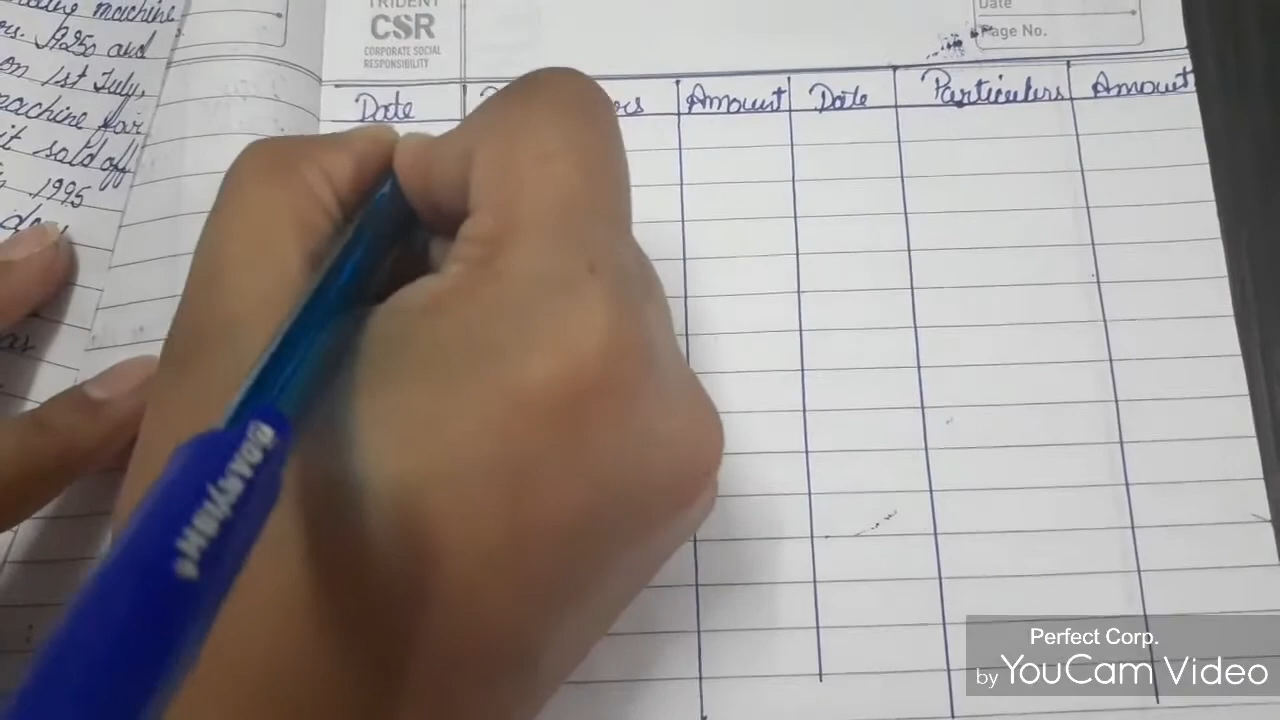 machine
9250 and
on 1st July,
machine for
it sold off
1995
TRIDENT
CSR
CORPORATE SOCIAL
RESPONSIBILITY
Date
Page No.
Date Amount Date Particulars Amount
Perfect Corp.
by YouCam Video